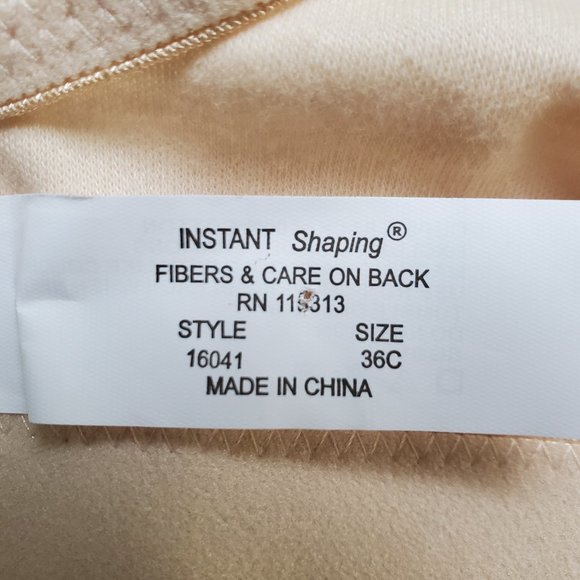 INSTANT Shaping®
FIBERS & CARE ON BACK
RN
STYLE SIZE
16041 36C
MADE IN CHINA